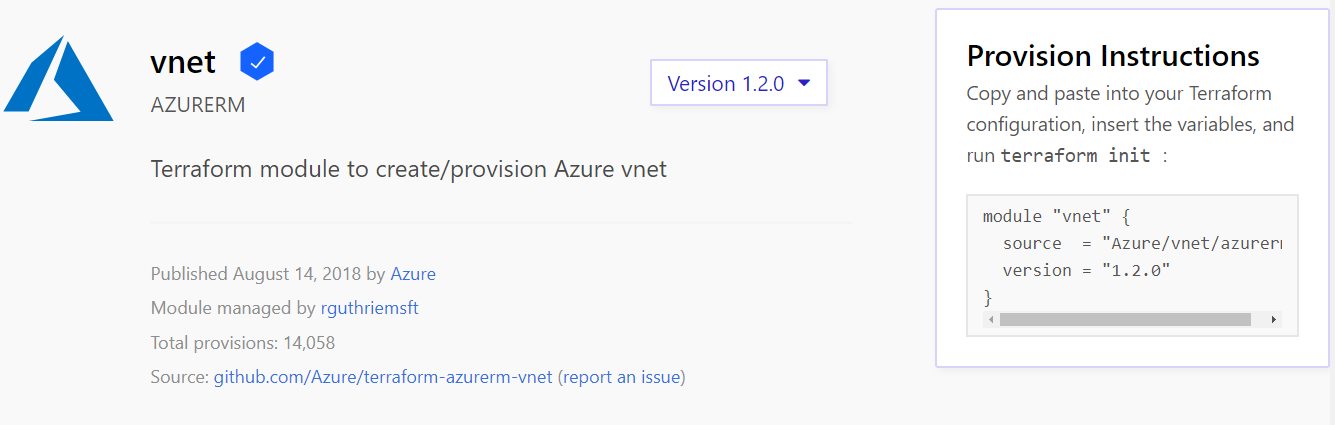 vnet
AZURERM
Version 1.2.0
Terraform module to create/provision Azure vnet
Published August 14, 2018 by Azure
Module managed by rguthriemsft
Total provisions: 14,058
Source: github.com/Azure/terraform-azurerm-vnet (report an issue)
Provision Instructions
Copy and paste into your Terraform
configuration, insert the variables, and
run terraform init :
module "vnet" {
  source  = "Azure/vnet/azurerm
  version = "1.2.0"
}